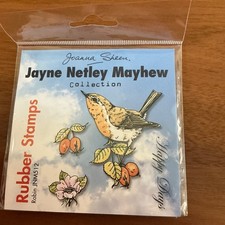 Joanna Sheen
Jayne Netley Mayhew
Collection
Rubber Stamps
Robin JNM512
Happy Days